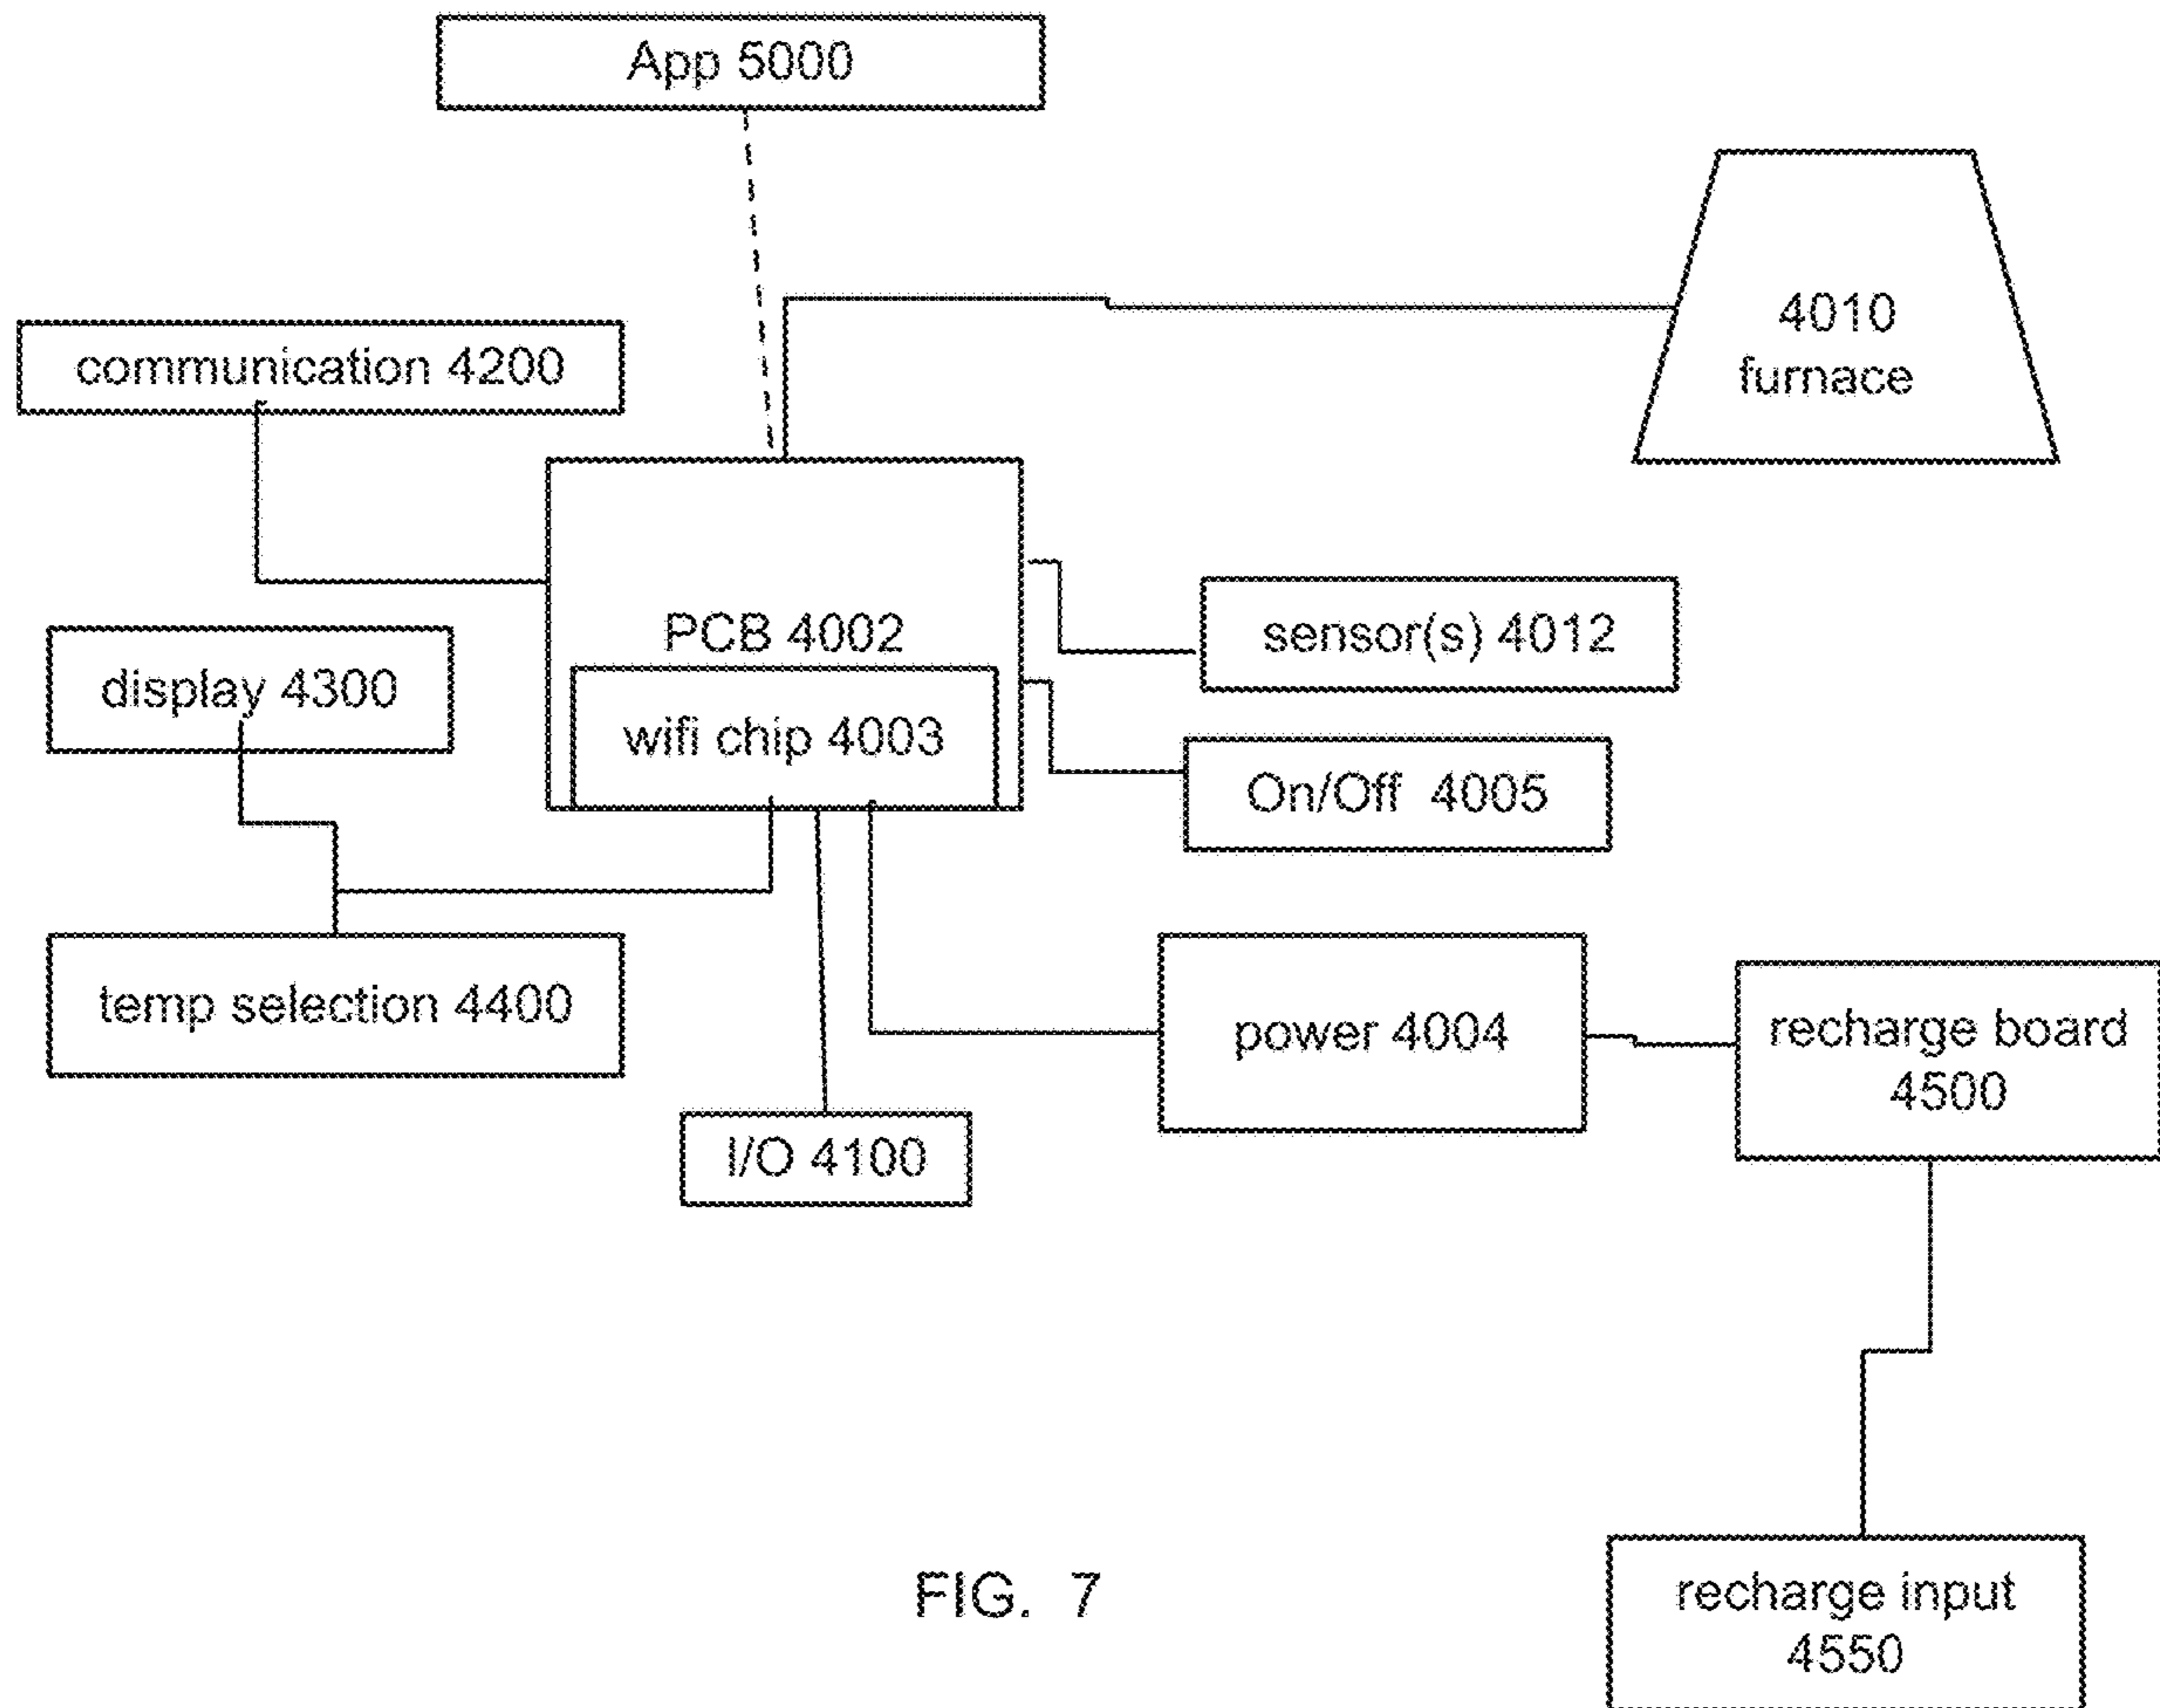 App 5000
4010
furnace
communication 4200
PCB 4002
sensor(s) 4012
display 4300
wifi chip 4003
On/Off 4005
temp selection 4400
power 4004
recharge board
4500
I/O 4100
FIG. 7
recharge input
4550